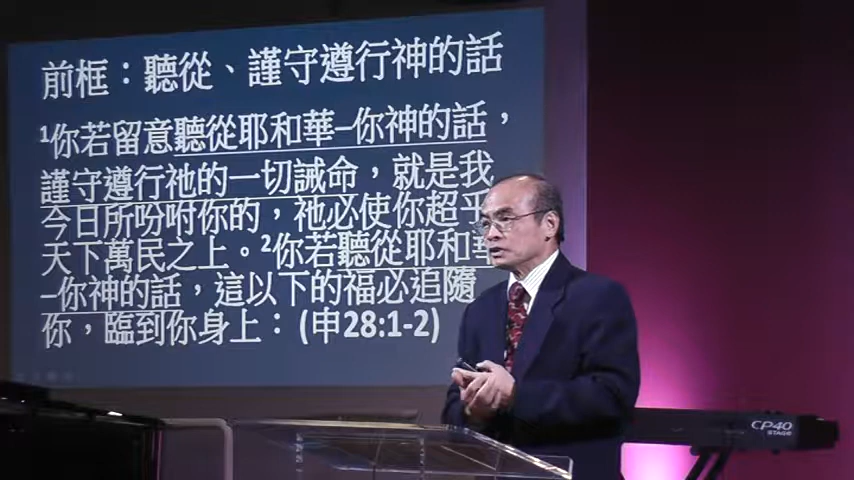 前框：聽從、謹守遵行神的話
¹你若留意聽從耶和華–你神的話，
謹守遵行祂的一切誡命，就是我
今日所吩咐你的，祂必使你超乎
天下萬民之上。²你若聽從耶和華
–你神的話，這以下的福必追隨
你，臨到你身上：(申28:1-2)
CP40
STAGE